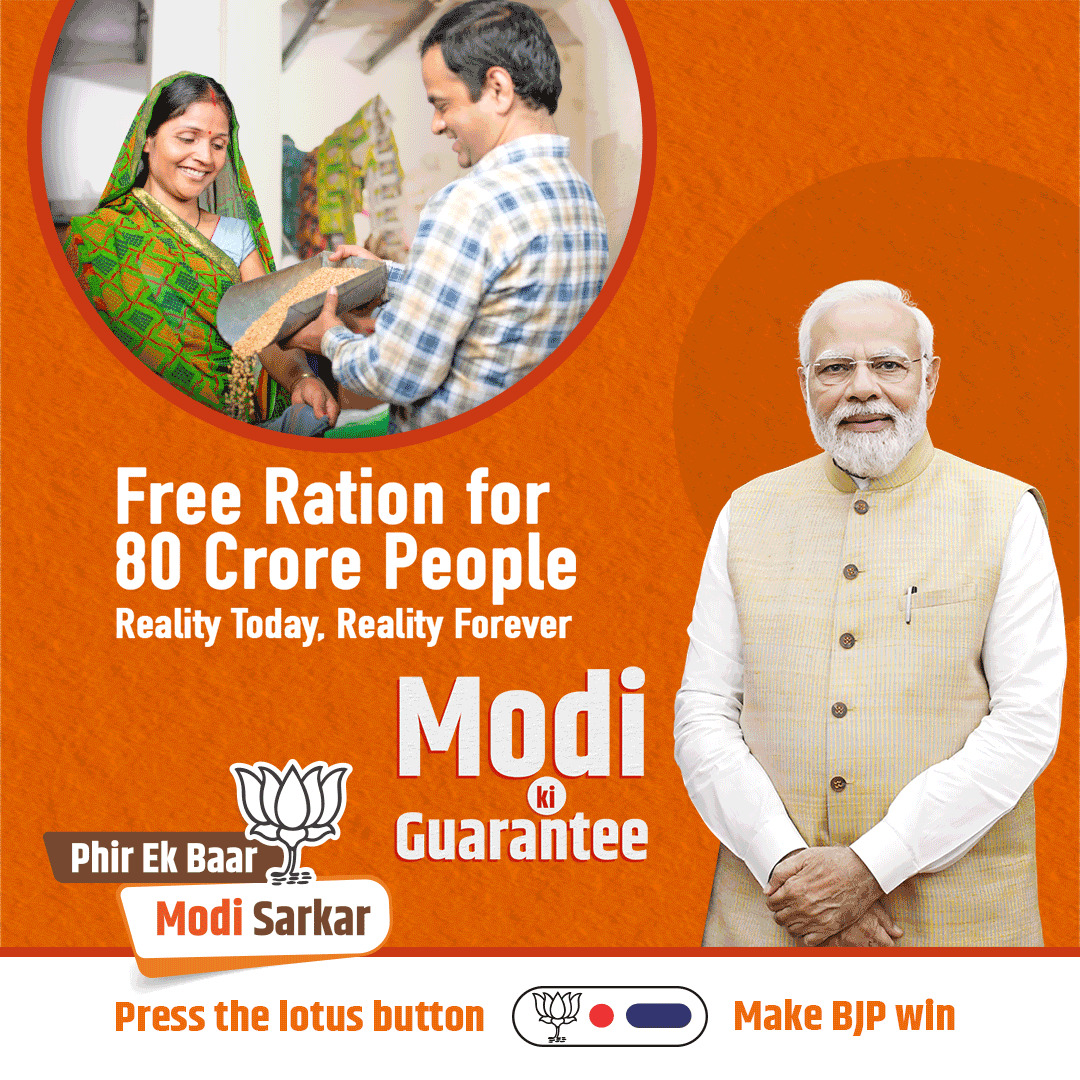 Free Ration for
80 Crore People
Reality Today, Reality Forever
Modi
ki
Guarantee
Phir Ek Baar
Modi Sarkar
Press the lotus button
Make BJP win